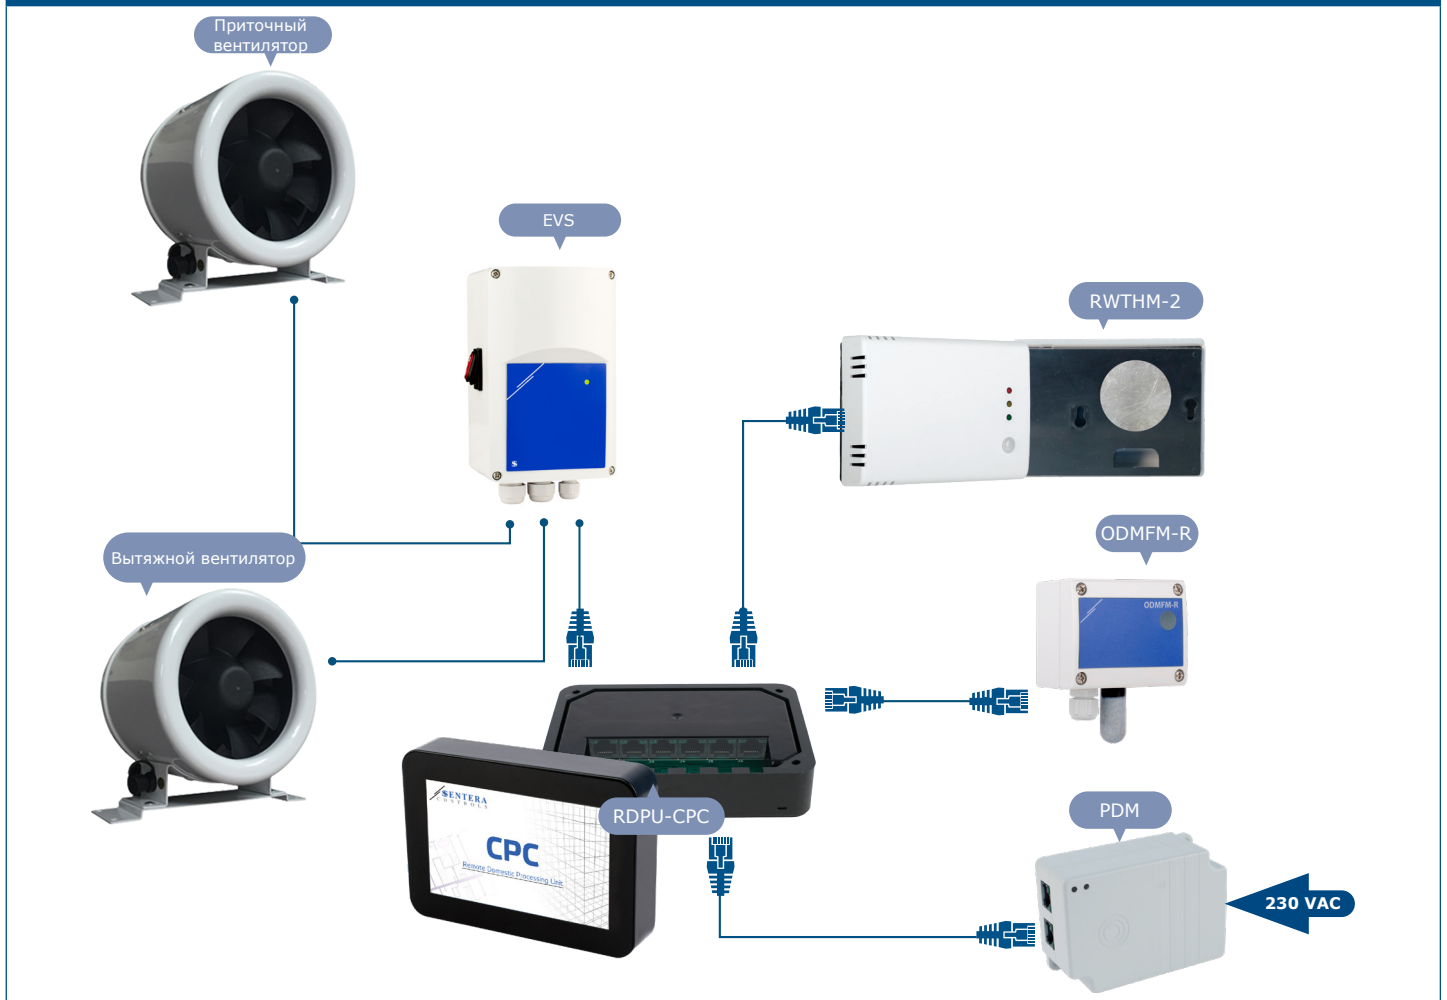 Приточный
вентилятор
EVS
RWTHM-2
Вытяжной вентилятор
ODMFM-R
ODMFM-R
SENTERA
CONTROLS
CPC
Remote Domestic Processing Unit
RDPU-CPC
PDM
230 VAC